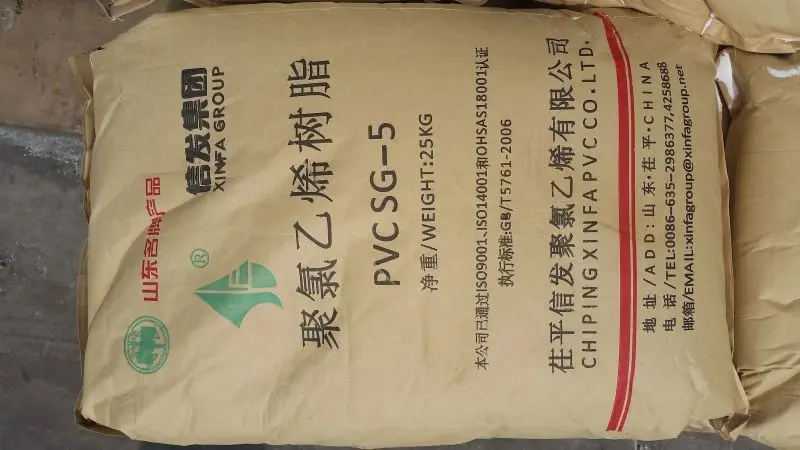 山东名牌产品
信发集团
XINFA GROUP
®
聚氯乙烯树脂
PVC SG-5
净重/WEIGHT:25KG
本公司已通过ISO9001、ISO14001和OHSAS18001认证
执行标准:GB/T5761-2006
茌平信发聚氯乙烯有限公司
CHIPING XINFA PVC CO.LTD.
地址/ADD:山东·茌平·CHINA
电话/TEL:0086-635-2986377,4258688
邮箱/EMAIL:xinfagroup@xinfagroup.net